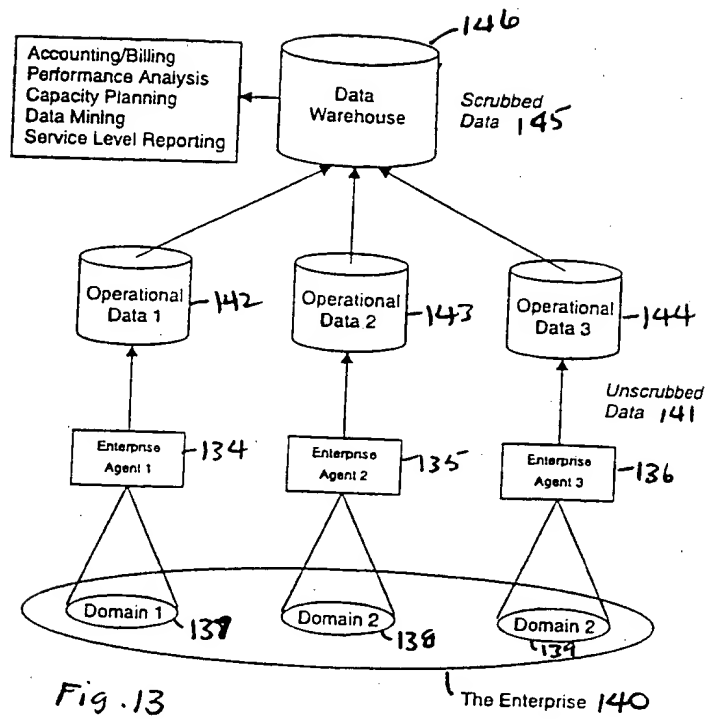 146
Accounting/Billing
Performance Analysis
Capacity Planning
Data Mining
Service Level Reporting
Data
Warehouse
Scrubbed
Data 145
Operational
Data 1
142
Operational
Data 2
143
Operational
Data 3
144
Unscrubbed
Data 141
Enterprise
Agent 1
134
Enterprise
Agent 2
135
Enterprise
Agent 3
136
Domain 1
Domain 2
138
Domain 2
139
Fig.13
The Enterprise 140